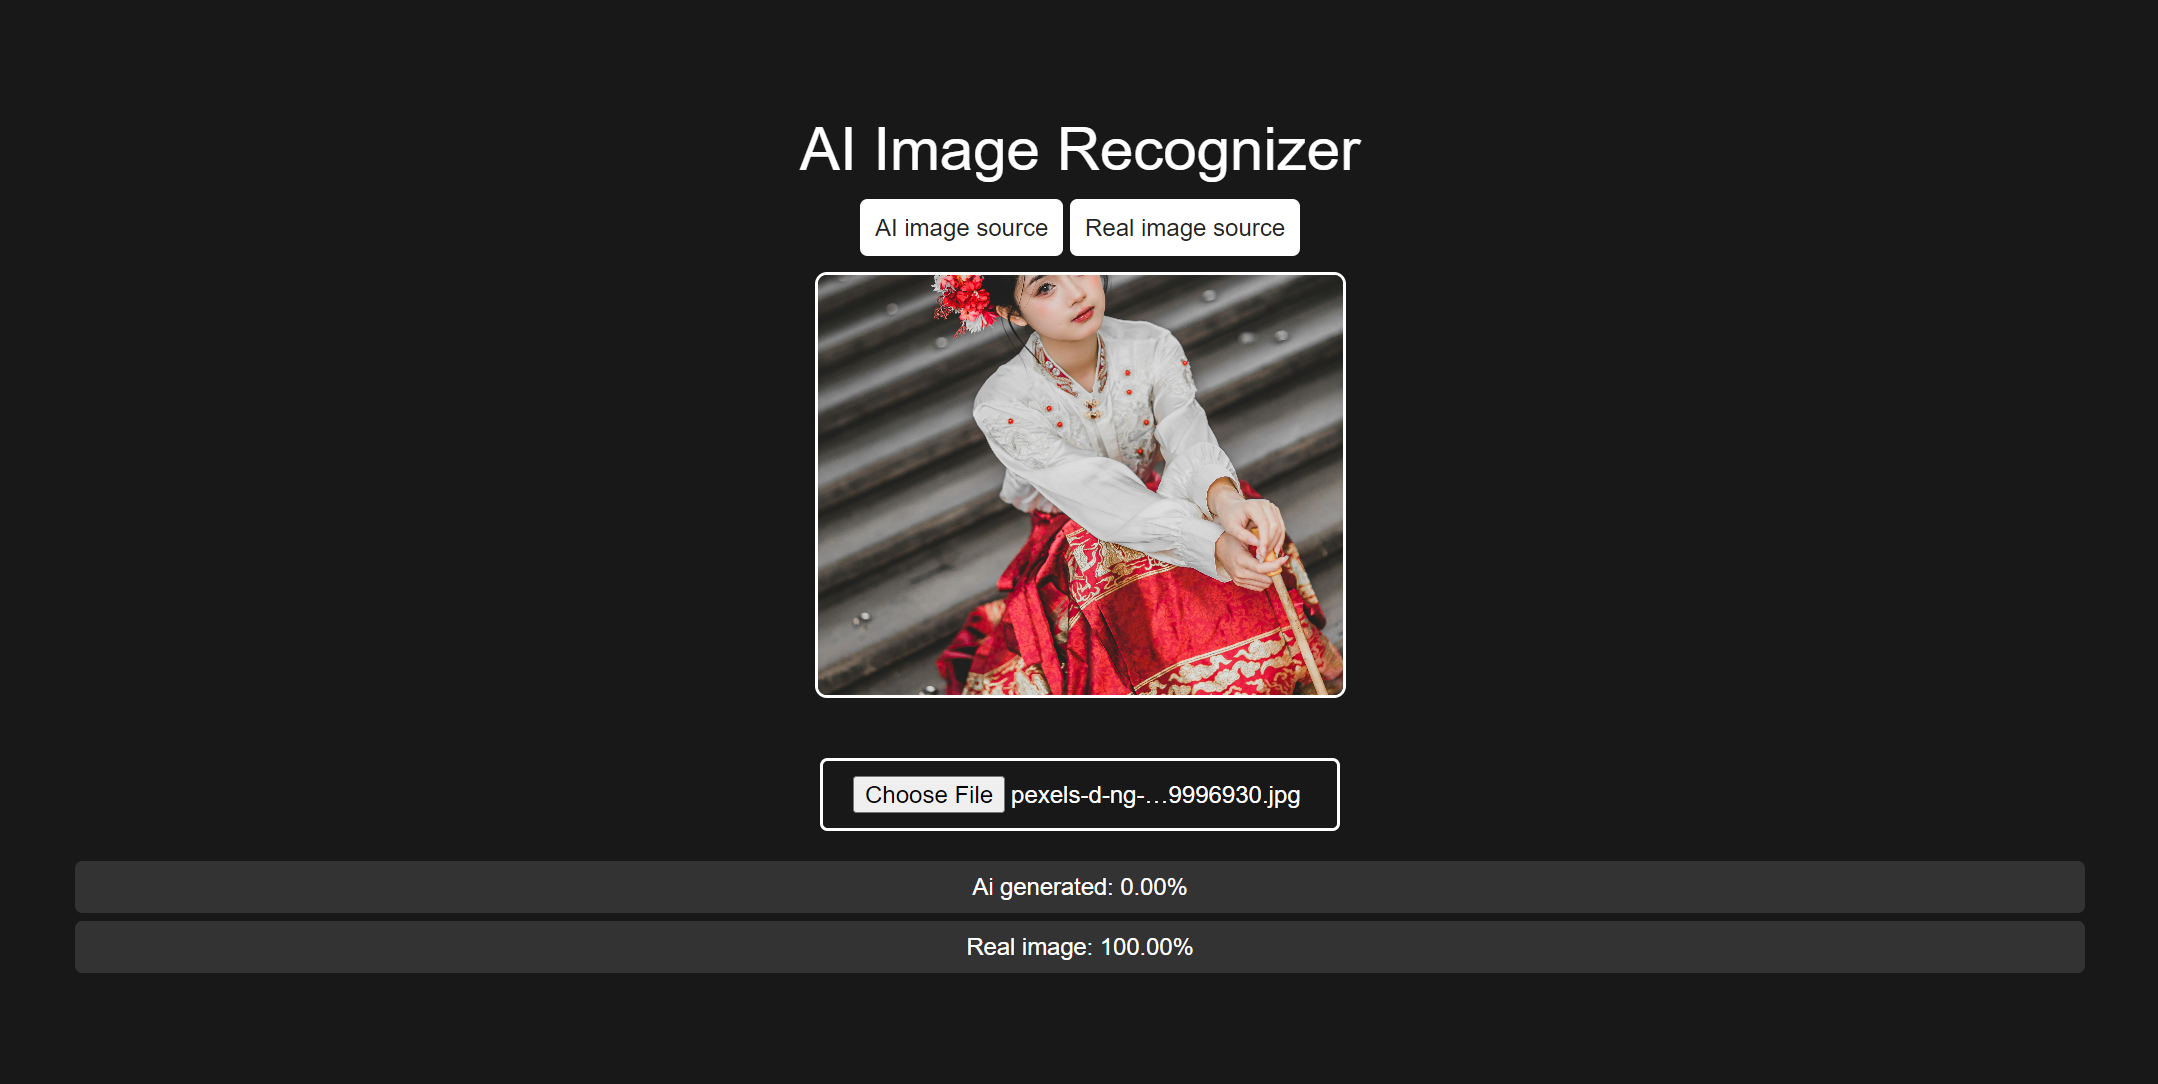 AI Image Recognizer
AI image source Real image source
Choose File pexels-d-ng-…9996930.jpg
Ai generated: 0.00%
Real image: 100.00%